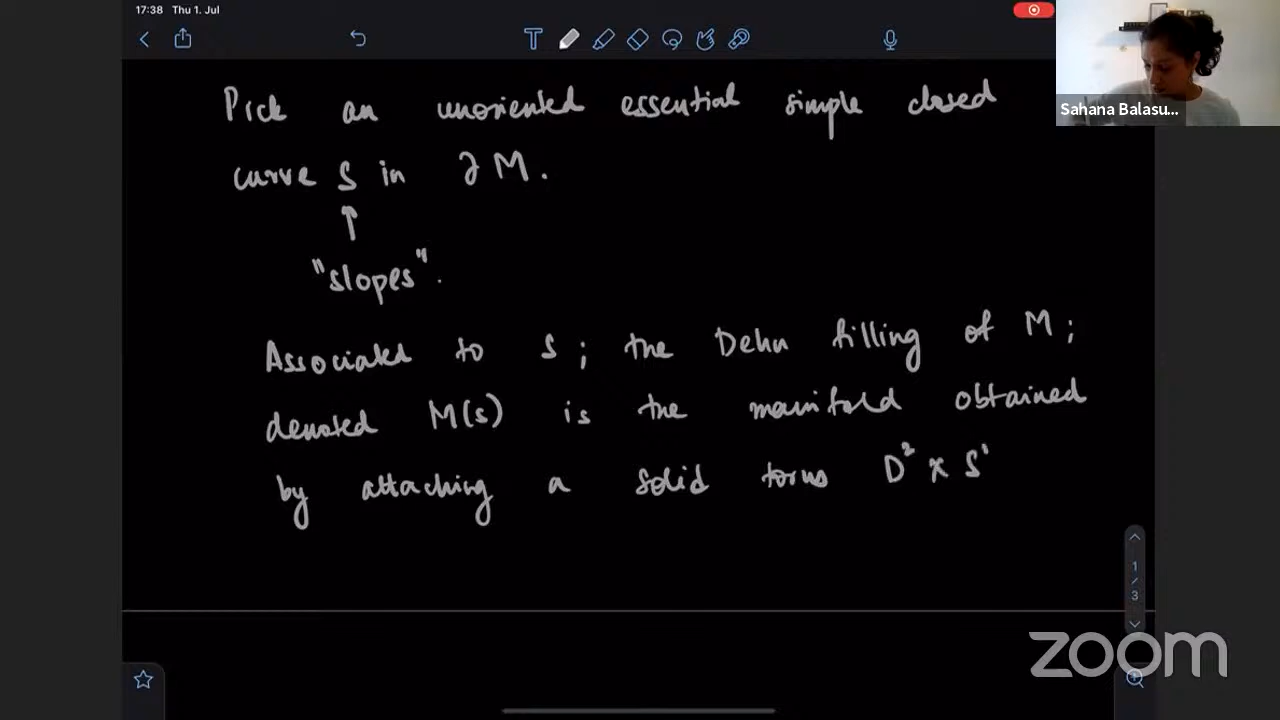 17:38 Thu 1. Jul
Sahana Balasu...
Pick an unoriented essential simple closed
curve s in ∂M.
↑
"slopes".
Associated to s; the Dehn filling of M;
denoted M(s) is the manifold obtained
by attaching a solid torus D² × S¹
1
/
3
zoom